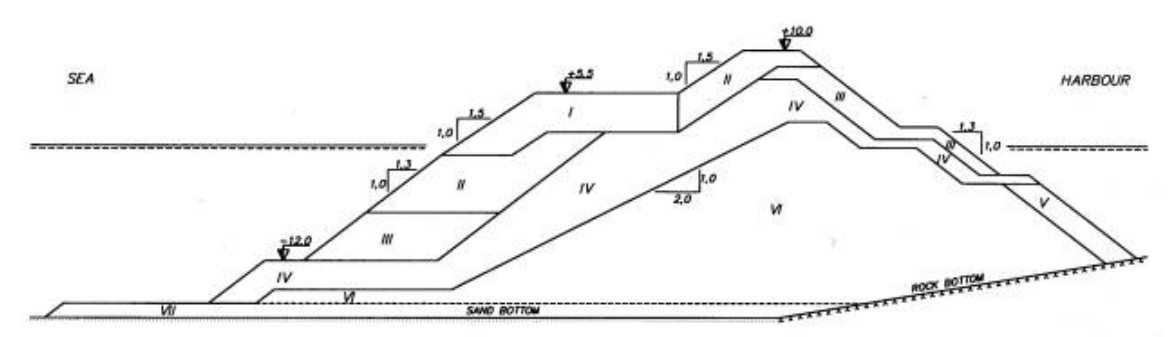 +10.0
1,5
SEA
1,0
II
HARBOUR
+5.5
III
1,5
I
IV
1,0
1,3
III
1,0
1,3
IV
1,0
II
IV
1,0
2,0
VI
V
III
-12.0
IV
VI
ROCK BOTTOM
VII
SAND BOTTOM